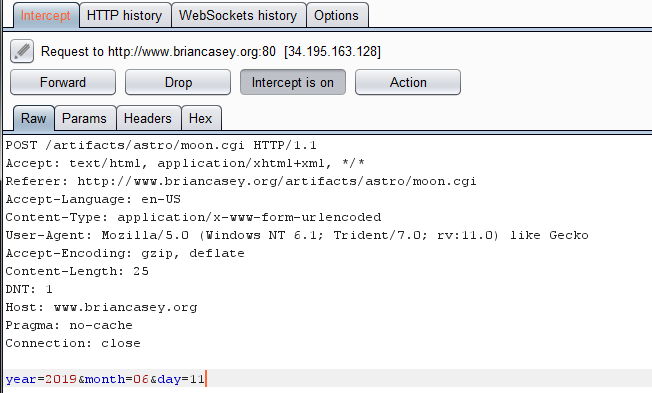 Intercept HTTP history WebSockets history Options
Request to http://www.briancasey.org:80 [34.195.163.128]
Forward Drop Intercept is on Action
Raw Params Headers Hex
POST /artifacts/astro/moon.cgi HTTP/1.1
Accept: text/html, application/xhtml+xml, */*
Referer: http://www.briancasey.org/artifacts/astro/moon.cgi
Accept-Language: en-US
Content-Type: application/x-www-form-urlencoded
User-Agent: Mozilla/5.0 (Windows NT 6.1; Trident/7.0; rv:11.0) like Gecko
Accept-Encoding: gzip, deflate
Content-Length: 25
DNT: 1
Host: www.briancasey.org
Pragma: no-cache
Connection: close
year=2019&month=06&day=11